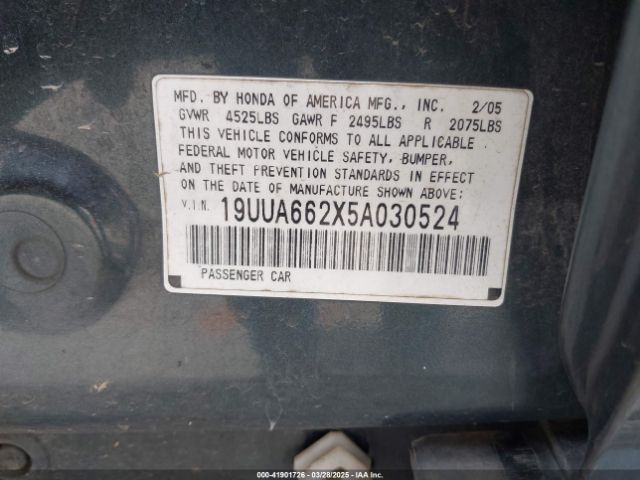 MFD. BY HONDA OF AMERICA MFG., INC. 2/05
GVWR 4525LBS GAWR F 2495LBS R 2075LBS
THIS VEHICLE CONFORMS TO ALL APPLICABLE
FEDERAL MOTOR VEHICLE SAFETY, BUMPER,
AND THEFT PREVENTION STANDARDS IN EFFECT
ON THE DATE OF MANUFACTURE SHOWN ABOVE:
V.I.N. 19UUA662X5A030524
PASSENGER CAR
000-41901726 - 03/28/2025 - IAAI.COM